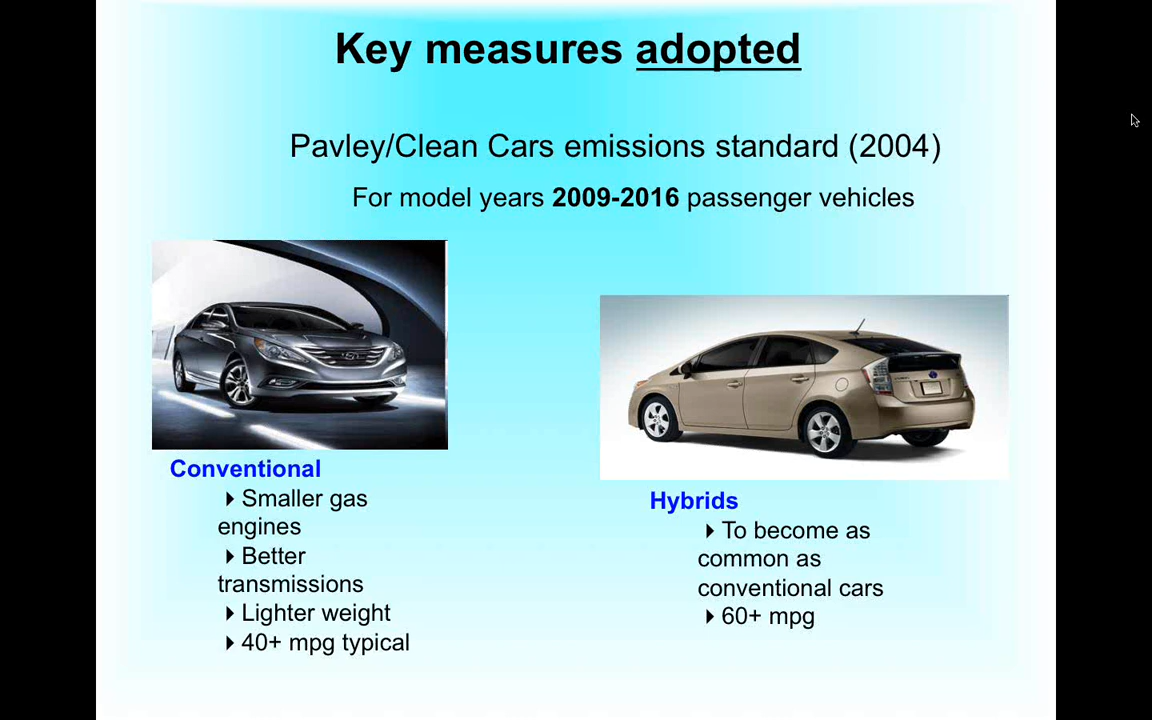 Key measures adopted
Pavley/Clean Cars emissions standard (2004)
For model years 2009-2016 passenger vehicles
Conventional
Smaller gas
engines
Better
transmissions
Lighter weight
40+ mpg typical
Hybrids
To become as
common as
conventional cars
60+ mpg